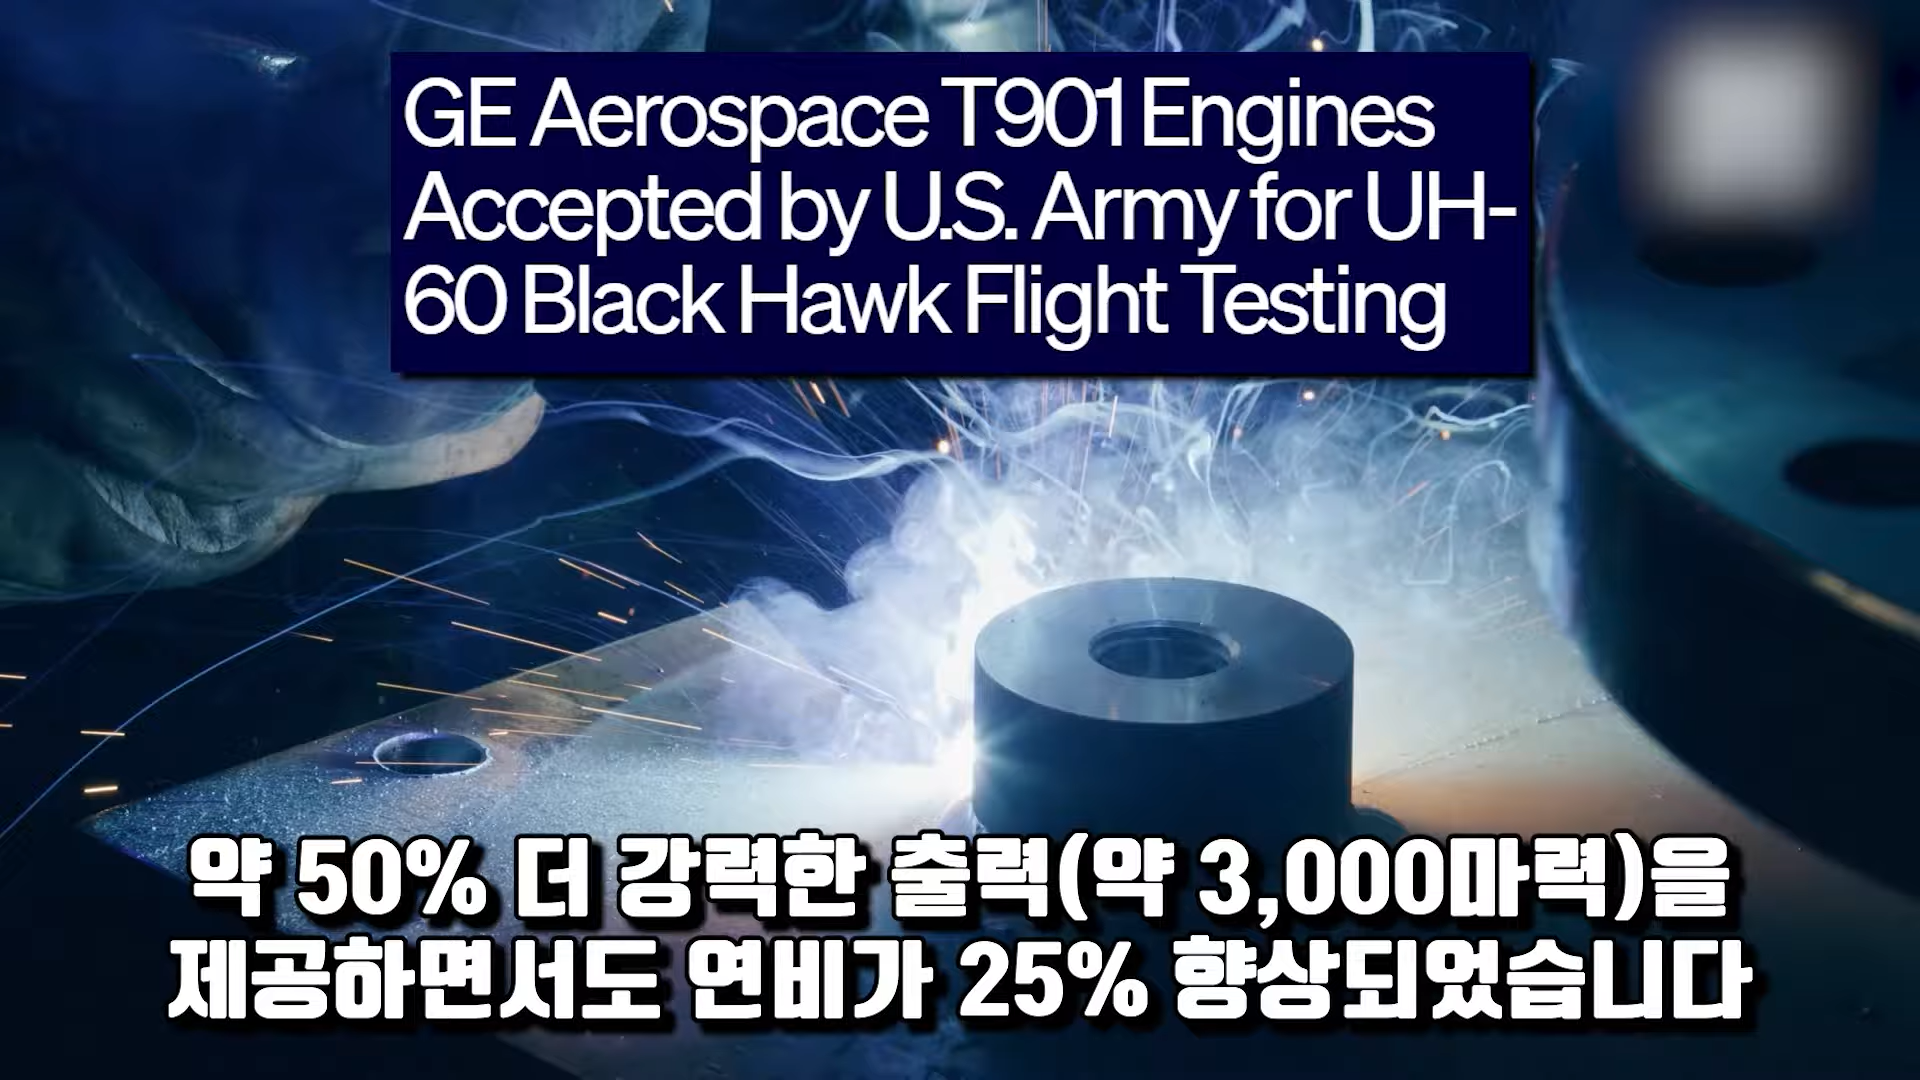 GE Aerospace T901 Engines
Accepted by U.S. Army for UH-
60 Black Hawk Flight Testing
약 50% 더 강력한 출력(약 3,000마력)을
제공하면서도 연비가 25% 향상되었습니다